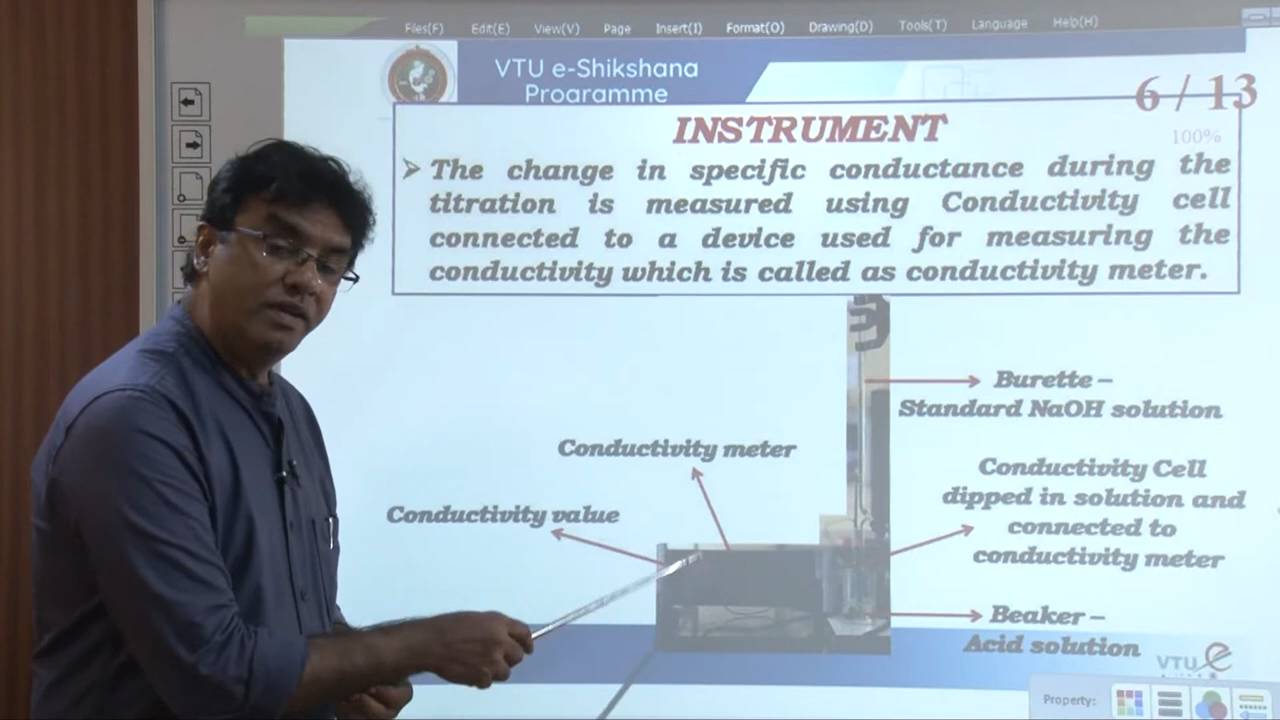 Files(F) Edit(E) View(V) Page Insert(I) Format(O) Drawing(D) Tools(T) Language Help(H)
VTU e-Shikshana
Programme
6 / 13
100%
INSTRUMENT
➢ The change in specific conductance during the
titration is measured using Conductivity cell
connected to a device used for measuring the
conductivity which is called as conductivity meter.
Burette –
Standard NaOH solution
Conductivity meter
Conductivity Cell
dipped in solution and
connected to
conductivity meter
Conductivity value
Beaker –
Acid solution
VTU e
Property: